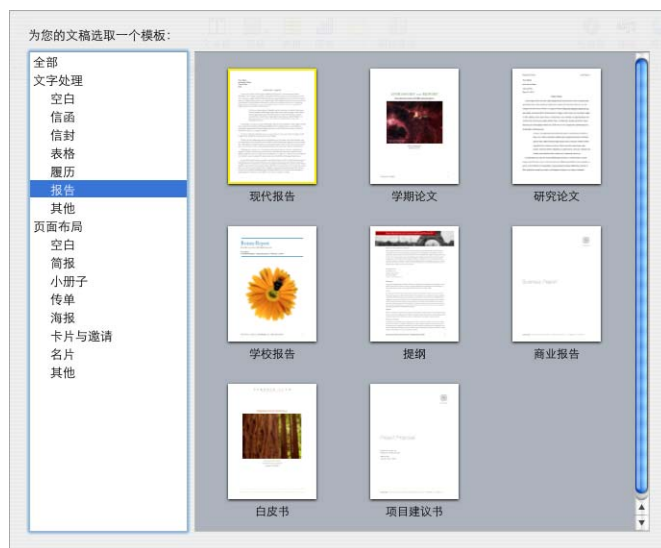 为您的文稿选取一个模板：
全部
文字处理
空白
信函
信封
表格
履历
报告
其他
页面布局
空白
简报
小册子
传单
海报
卡片与邀请
名片
其他
现代报告
学期论文
研究论文
学校报告
提纲
商业报告
白皮书
项目建议书